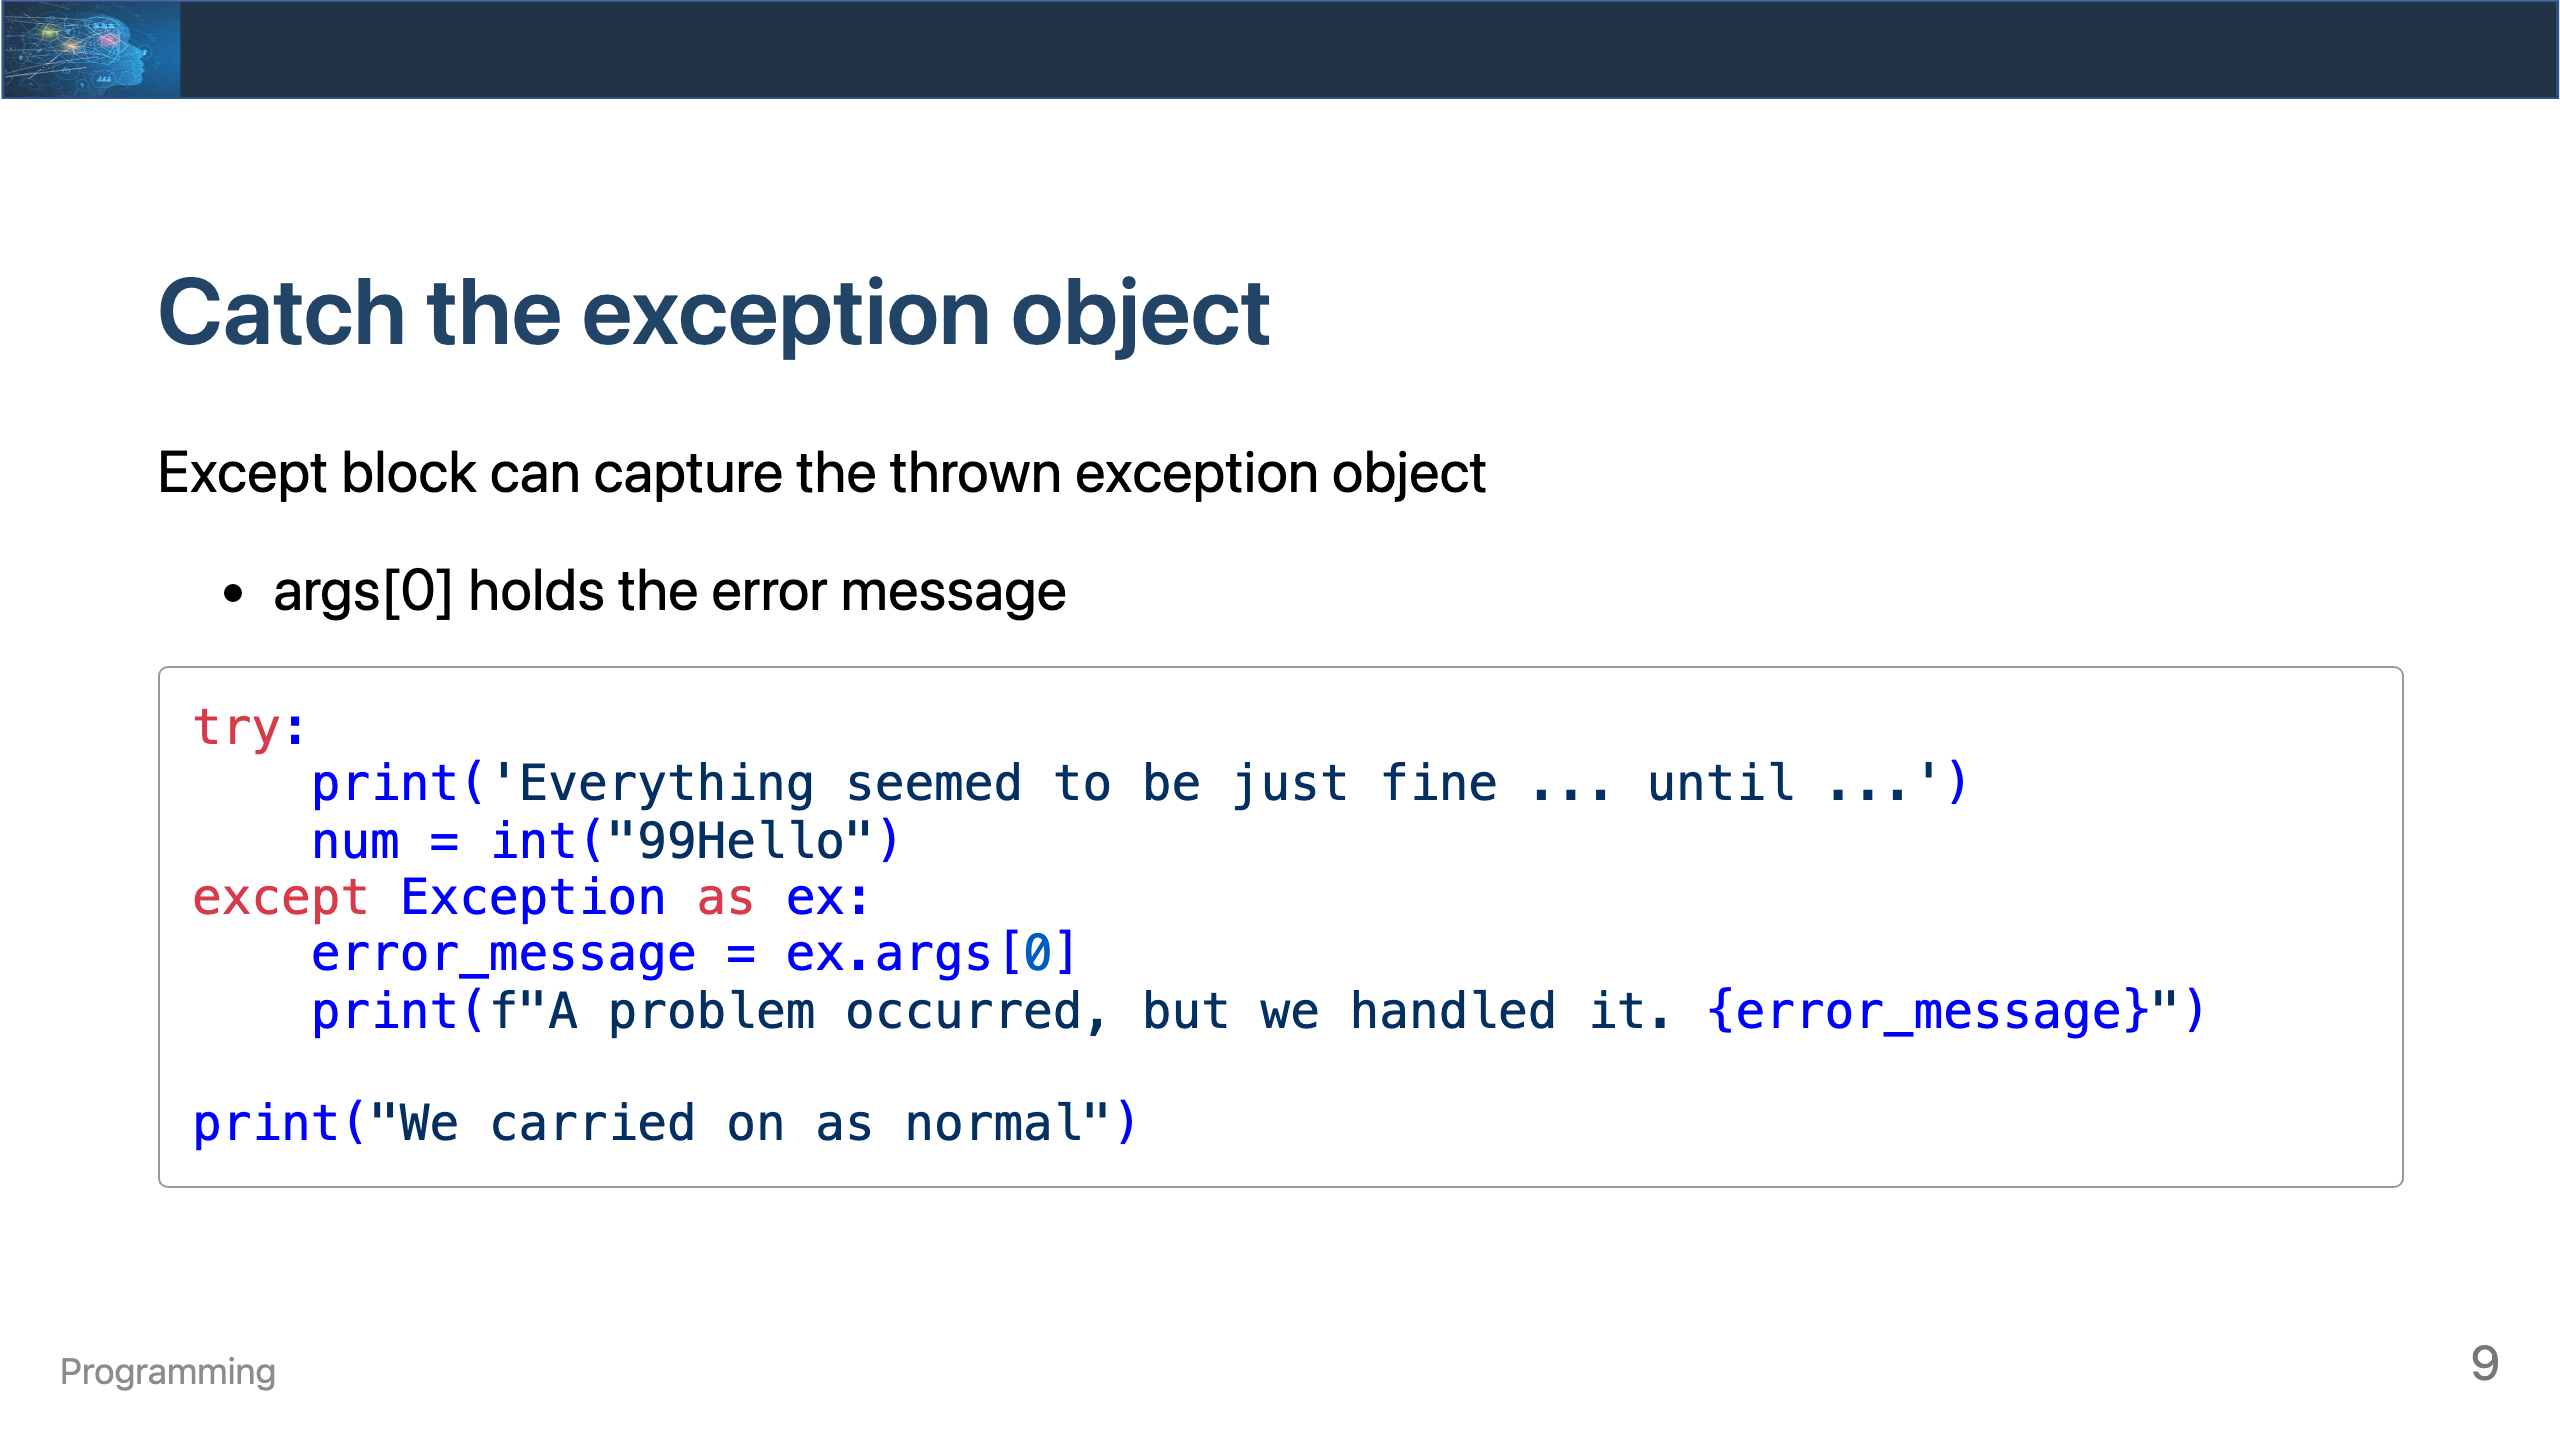 Catch the exception object
Except block can capture the thrown exception object
• args[0] holds the error message
try:
    print('Everything seemed to be just fine ... until ...')
    num = int("99Hello")
except Exception as ex:
    error_message = ex.args[0]
    print(f"A problem occurred, but we handled it. {error_message}")

print("We carried on as normal")
Programming
9